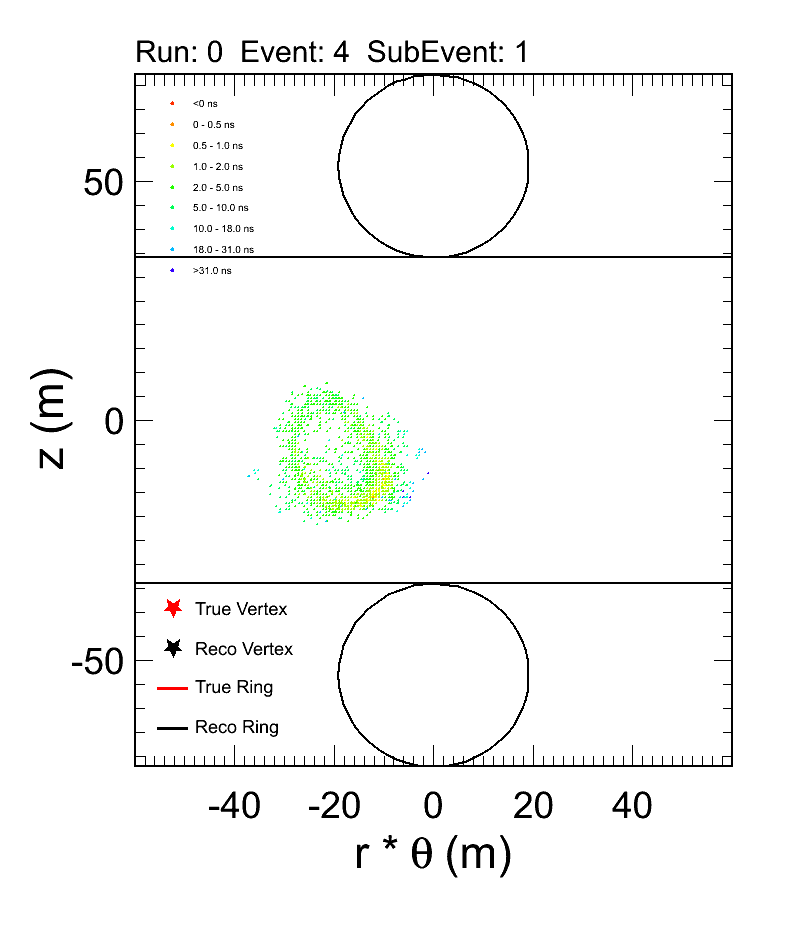 Run: 0 Event: 4 SubEvent: 1
<0 ns
0 - 0.5 ns
0.5 - 1.0 ns
1.0 - 2.0 ns
2.0 - 5.0 ns
5.0 - 10.0 ns
10.0 - 18.0 ns
18.0 - 31.0 ns
>31.0 ns
50
0
-50
z (m)
True Vertex
Reco Vertex
True Ring
Reco Ring
-40 -20 0 20 40
r * θ (m)